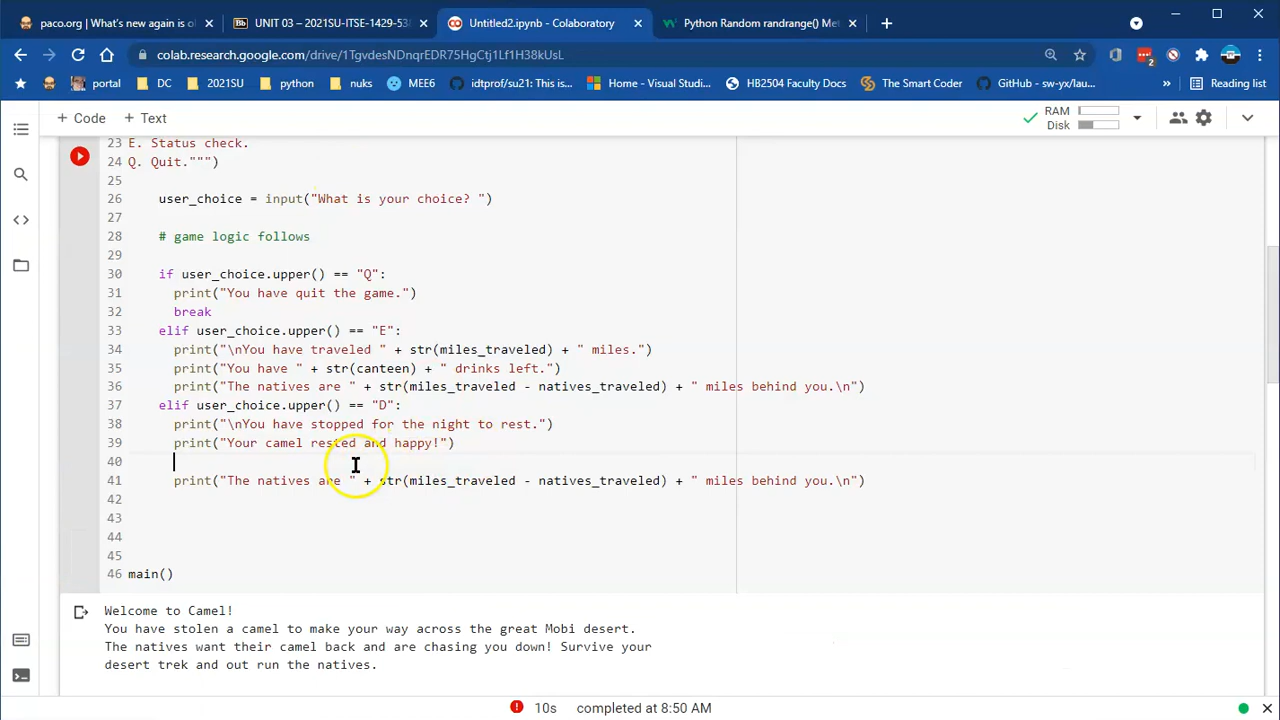 paco.org | What's new again is o
UNIT 03 – 2021SU-ITSE-1429-53
Untitled2.ipynb - Colaboratory
Python Random randrange() Me
colab.research.google.com/drive/1TgvdesNDnqrEDR75HgCtj1Lf1H38kUsL
portal
DC
2021SU
python
nuks
MEE6
idtprof/su21: This is...
Home - Visual Studi...
HB2504 Faculty Docs
The Smart Coder
GitHub - sw-yx/lau...
Reading list
+ Code + Text
RAM
Disk
23 E. Status check.
24 Q. Quit.""")
25
26 user_choice = input("What is your choice? ")
27
28 # game logic follows
29
30 if user_choice.upper() == "Q":
31 print("You have quit the game.")
32 break
33 elif user_choice.upper() == "E":
34 print("\nYou have traveled " + str(miles_traveled) + " miles.")
35 print("You have " + str(canteen) + " drinks left.")
36 print("The natives are " + str(miles_traveled - natives_traveled) + " miles behind you.\n")
37 elif user_choice.upper() == "D":
38 print("\nYou have stopped for the night to rest.")
39 print("Your camel rested and happy!")
40
41 print("The natives are " + str(miles_traveled - natives_traveled) + " miles behind you.\n")
42
43
44
45
46 main()
Welcome to Camel!
You have stolen a camel to make your way across the great Mobi desert.
The natives want their camel back and are chasing you down! Survive your
desert trek and out run the natives.
10s completed at 8:50 AM